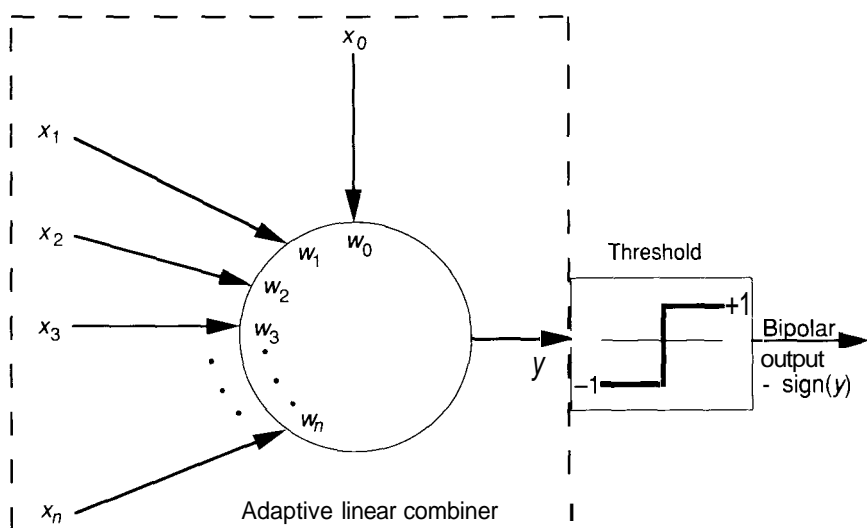 x0
x1
w1
w0
x2
w2
Threshold
x3
w3
+1
Bipolar
y
output
−1
- sign(y)
wn
xn
Adaptive linear combiner